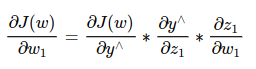 ∂J(w)/∂w₁ = ∂J(w)/∂y^ * ∂y^/∂z₁ * ∂z₁/∂w₁